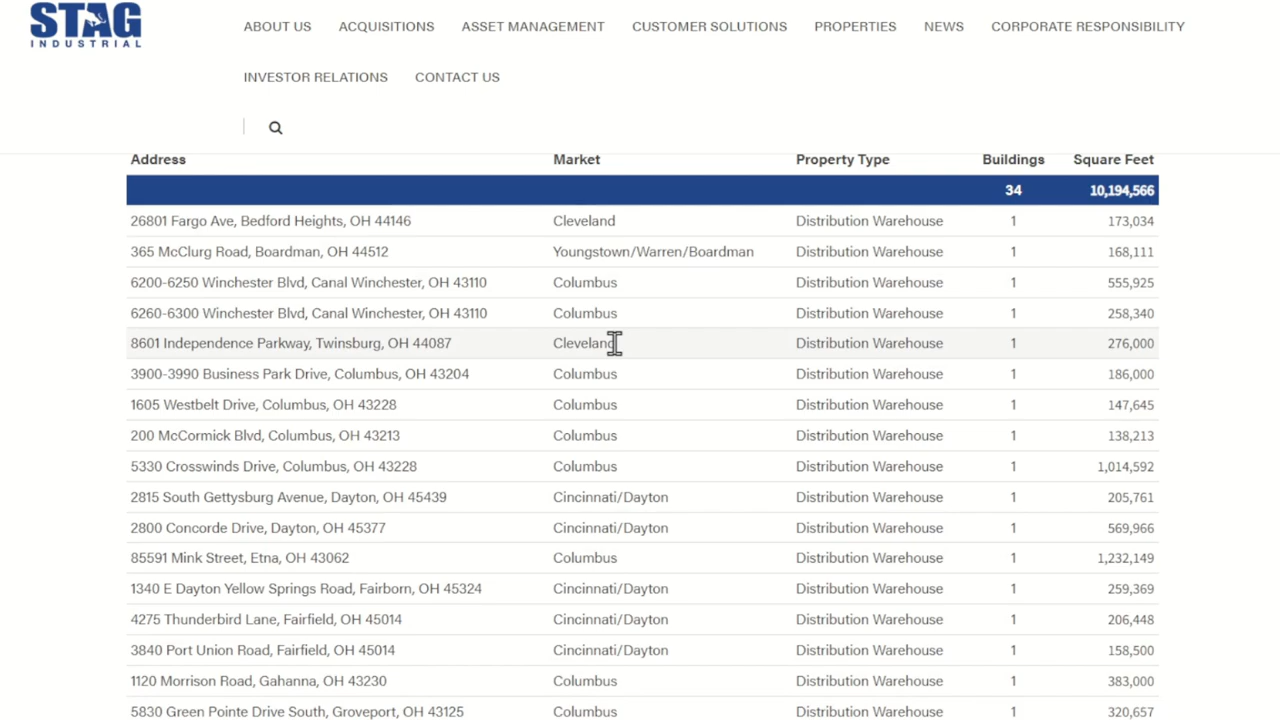 STAG
INDUSTRIAL
ABOUT US ACQUISITIONS ASSET MANAGEMENT CUSTOMER SOLUTIONS PROPERTIES NEWS CORPORATE RESPONSIBILITY
INVESTOR RELATIONS CONTACT US
Address Market Property Type Buildings Square Feet
34 10,194,566
26801 Fargo Ave, Bedford Heights, OH 44146 Cleveland Distribution Warehouse 1 173,034
365 McClurg Road, Boardman, OH 44512 Youngstown/Warren/Boardman Distribution Warehouse 1 168,111
6200-6250 Winchester Blvd, Canal Winchester, OH 43110 Columbus Distribution Warehouse 1 555,925
6260-6300 Winchester Blvd, Canal Winchester, OH 43110 Columbus Distribution Warehouse 1 258,340
8601 Independence Parkway, Twinsburg, OH 44087 Cleveland Distribution Warehouse 1 276,000
3900-3990 Business Park Drive, Columbus, OH 43204 Columbus Distribution Warehouse 1 186,000
1605 Westbelt Drive, Columbus, OH 43228 Columbus Distribution Warehouse 1 147,645
200 McCormick Blvd, Columbus, OH 43213 Columbus Distribution Warehouse 1 138,213
5330 Crosswinds Drive, Columbus, OH 43228 Columbus Distribution Warehouse 1 1,014,592
2815 South Gettysburg Avenue, Dayton, OH 45439 Cincinnati/Dayton Distribution Warehouse 1 205,761
2800 Concorde Drive, Dayton, OH 45377 Cincinnati/Dayton Distribution Warehouse 1 569,966
85591 Mink Street, Etna, OH 43062 Columbus Distribution Warehouse 1 1,232,149
1340 E Dayton Yellow Springs Road, Fairborn, OH 45324 Cincinnati/Dayton Distribution Warehouse 1 259,369
4275 Thunderbird Lane, Fairfield, OH 45014 Cincinnati/Dayton Distribution Warehouse 1 206,448
3840 Port Union Road, Fairfield, OH 45014 Cincinnati/Dayton Distribution Warehouse 1 158,500
1120 Morrison Road, Gahanna, OH 43230 Columbus Distribution Warehouse 1 383,000
5830 Green Pointe Drive South, Groveport, OH 43125 Columbus Distribution Warehouse 1 320,657